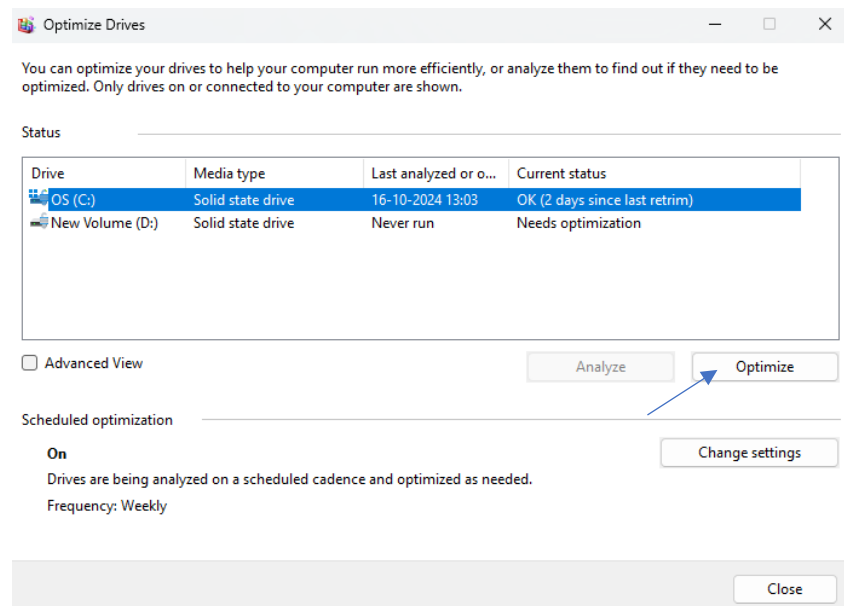 Optimize Drives
You can optimize your drives to help your computer run more efficiently, or analyze them to find out if they need to be
optimized. Only drives on or connected to your computer are shown.
Status
Drive Media type Last analyzed or o... Current status
OS (C:) Solid state drive 16-10-2024 13:03 OK (2 days since last retrim)
New Volume (D:) Solid state drive Never run Needs optimization
Advanced View Analyze Optimize
Scheduled optimization
On Change settings
Drives are being analyzed on a scheduled cadence and optimized as needed.
Frequency: Weekly
Close